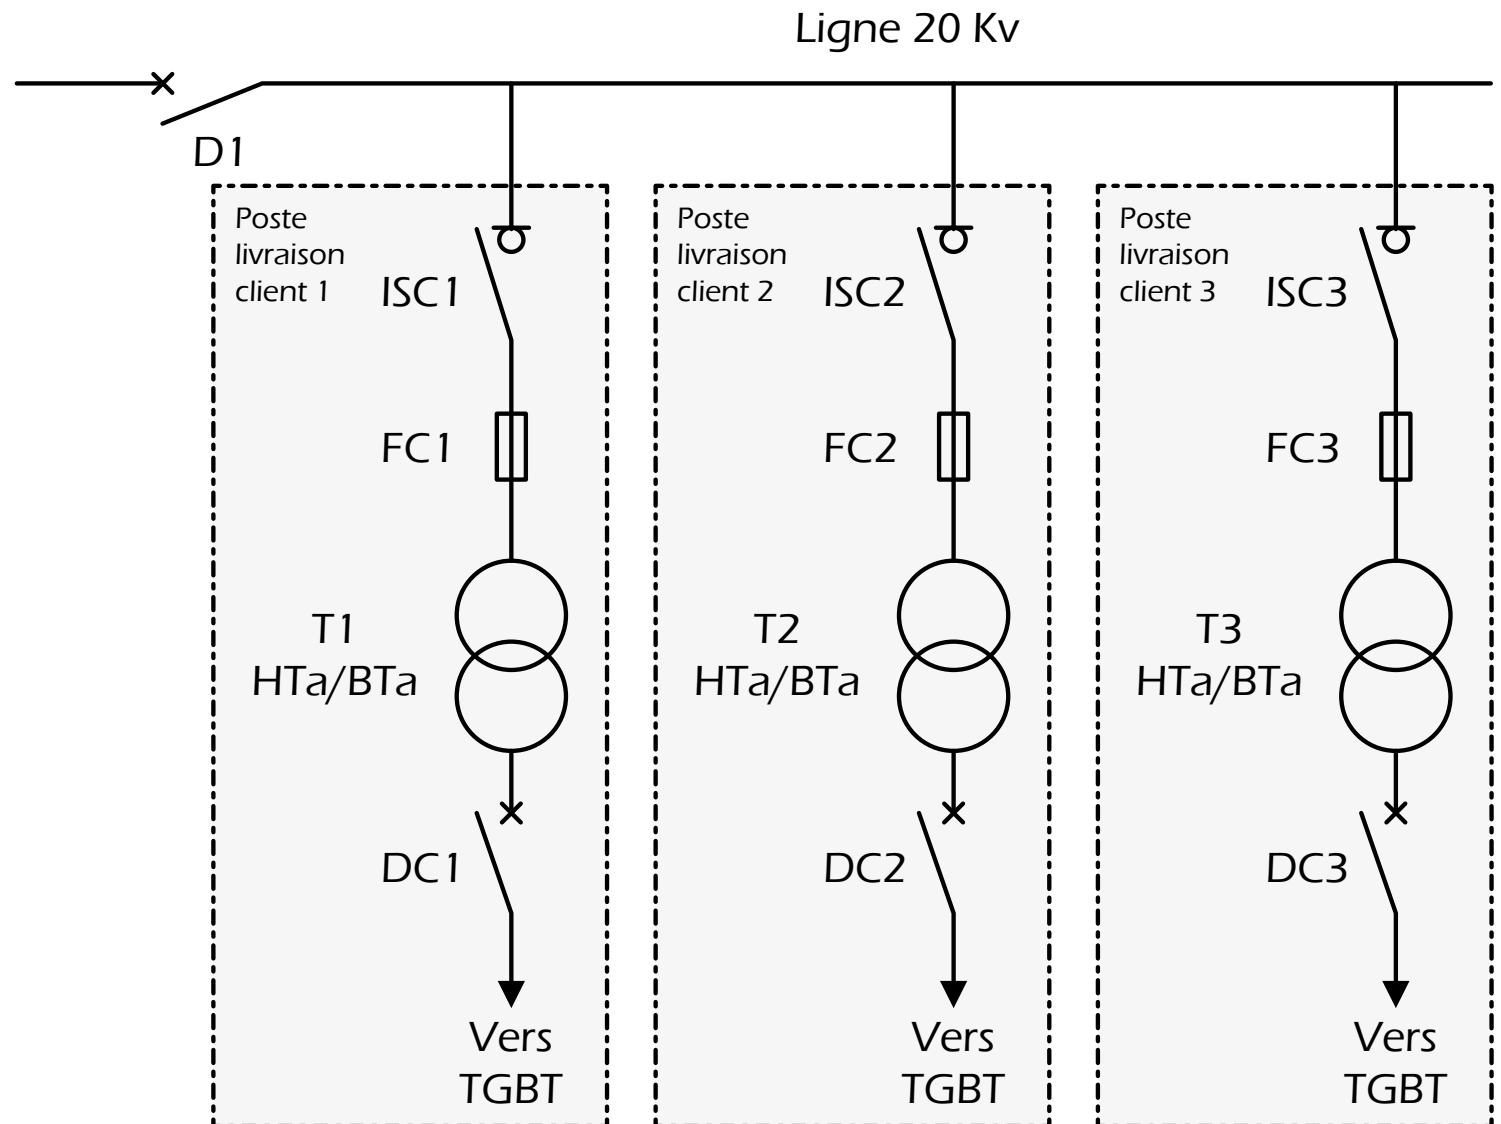 Ligne 20 Kv
D1
Poste
livraison
client 1
ISC1
FC1
T1
HTa/BTa
DC1
Vers
TGBT
Poste
livraison
client 2
ISC2
FC2
T2
HTa/BTa
DC2
Vers
TGBT
Poste
livraison
client 3
ISC3
FC3
T3
HTa/BTa
DC3
Vers
TGBT